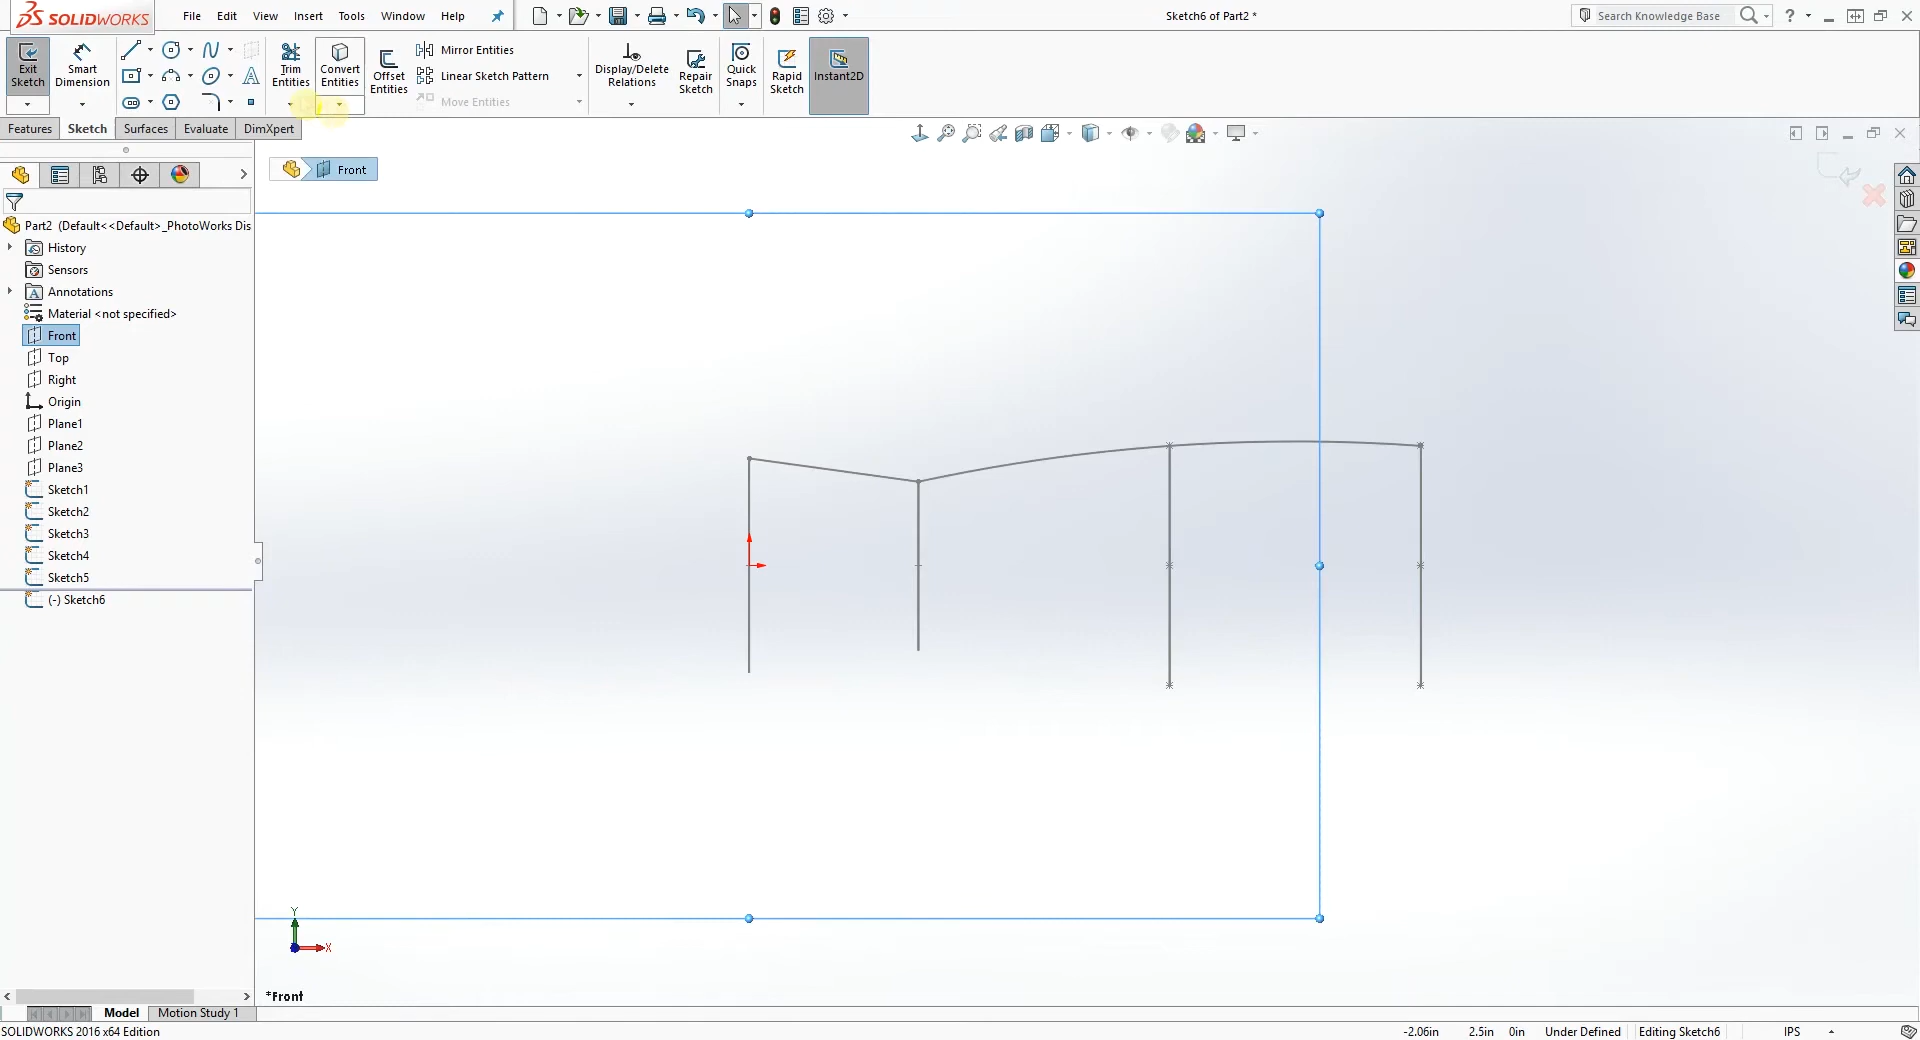 SOLIDWORKS
File Edit View Insert Tools Window Help
Sketch6 of Part2 *
Search Knowledge Base
Exit Sketch
Smart Dimension
Trim Entities
Convert Entities
Offset Entities
Mirror Entities
Linear Sketch Pattern
Move Entities
Display/Delete Relations
Repair Sketch
Quick Snaps
Rapid Sketch
Instant2D
Features Sketch Surfaces Evaluate DimXpert
Front
Part2 (Default<<Default>_PhotoWorks Dis
History
Sensors
Annotations
Material <not specified>
Front
Top
Right
Origin
Plane1
Plane2
Plane3
Sketch1
Sketch2
Sketch3
Sketch4
Sketch5
(-) Sketch6
Y
X
*Front
Model Motion Study 1
SOLIDWORKS 2016 x64 Edition
-2.06in 2.5in 0in Under Defined Editing Sketch6 IPS